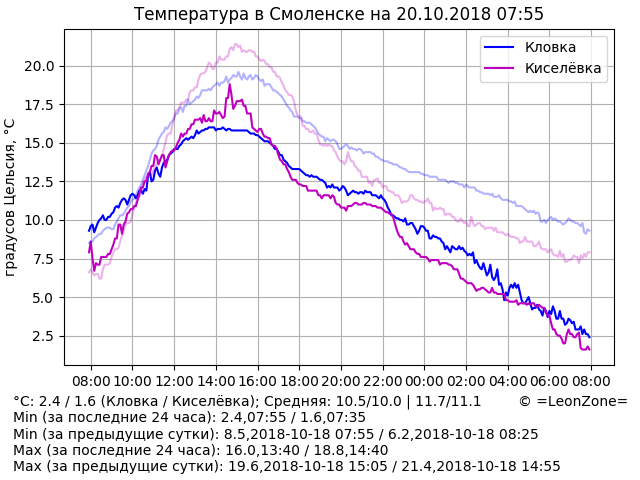 Температура в Смоленске на 20.10.2018 07:55
градусов Цельсия, °C
20.0
17.5
15.0
12.5
10.0
7.5
5.0
2.5
Кловка
Киселёвка
08:00 10:00 12:00 14:00 16:00 18:00 20:00 22:00 00:00 02:00 04:00 06:00 08:00
°C: 2.4 / 1.6 (Кловка / Киселёвка); Средняя: 10.5/10.0 | 11.7/11.1 © =LeonZone=
Min (за последние 24 часа): 2.4,07:55 / 1.6,07:35
Min (за предыдущие сутки): 8.5,2018-10-18 07:55 / 6.2,2018-10-18 08:25
Max (за последние 24 часа): 16.0,13:40 / 18.8,14:40
Max (за предыдущие сутки): 19.6,2018-10-18 15:05 / 21.4,2018-10-18 14:55